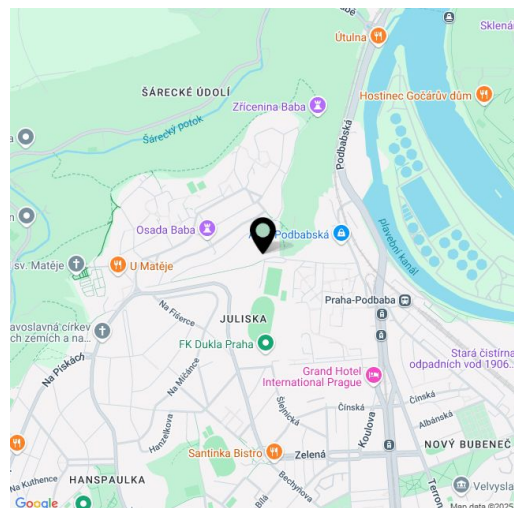 Útulna
Sklenář
ŠÁRECKÉ ÚDOLÍ
Hostinec Gočárův dům
Zřícenina Baba
Šárecký potok
Podbabská
Osada Baba
Podbabská
plavební kanál
sv. Matěje
U Matěje
Praha-Podbaba
Na Fišerce
JULISKA
avoslavná církev
ch zemích a na...
FK Dukla Praha
Stará čistírna
odpadních vod 1906...
Na Pískách
Na Míčánce
Grand Hotel
International Prague
Šlejnická
Čínská
Čínská
Hanzelkova
Koulova
Albánská
Santinka Bistro
Zelená
NOVÝ BUBENEČ
Na Kuthence
HANSPAULKA
Bechyňova
Bílá
Terron
Velvysla
Google
Map data ©2025